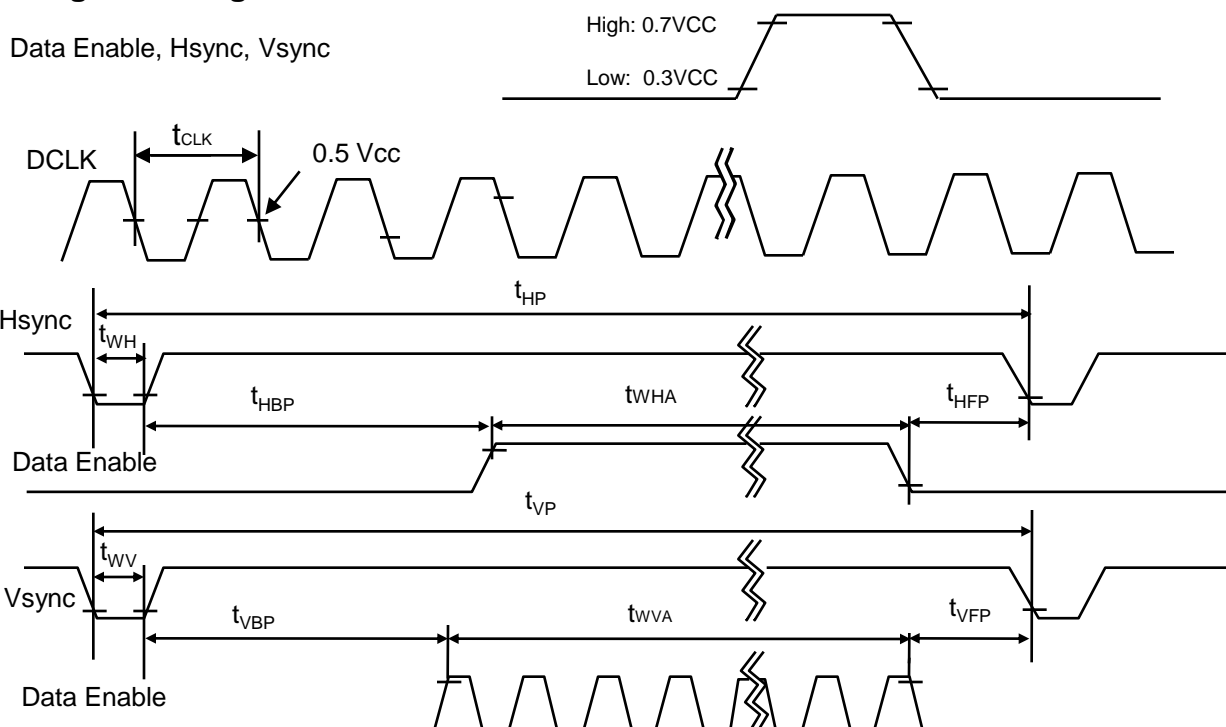 Data Enable, Hsync, Vsync
High: 0.7VCC
Low: 0.3VCC
DCLK
tCLK
0.5 Vcc
tHP
Hsync
tWH
tHBP
tWHA
tHFP
Data Enable
tVP
tWV
Vsync
tVBP
tWVA
tVFP
Data Enable